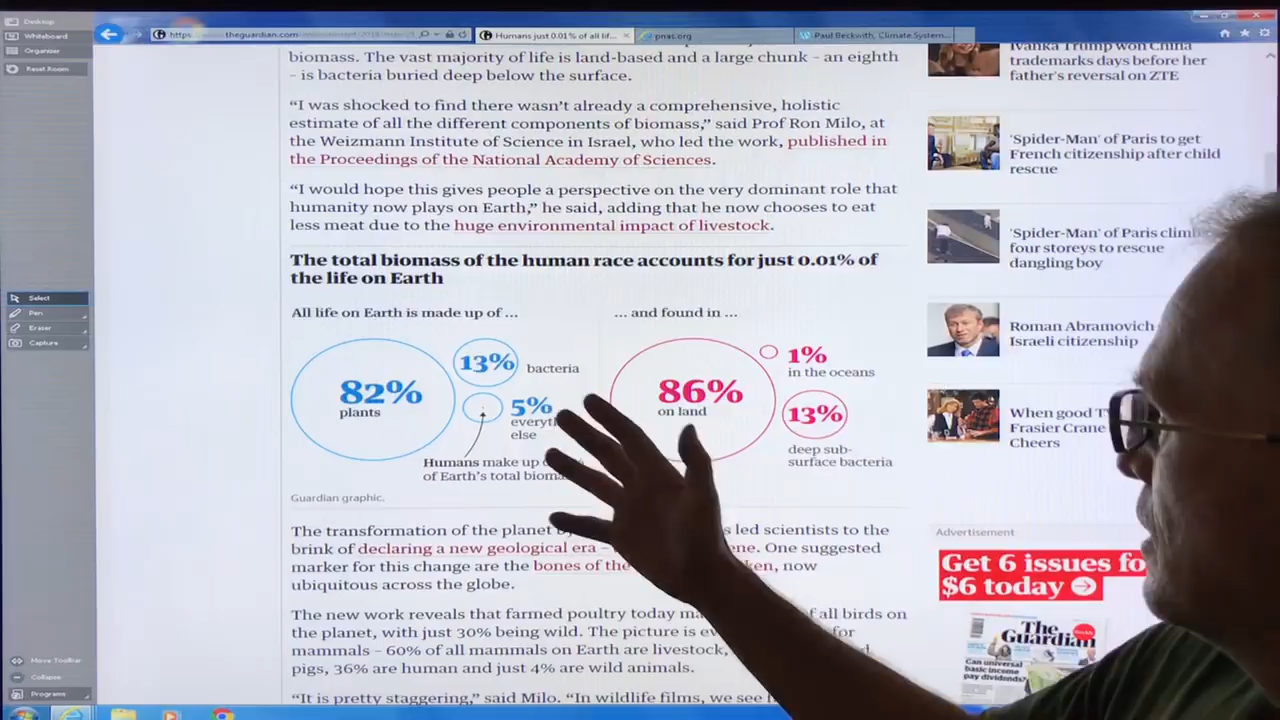 Desktop
Whiteboard
Organizer
Reset Room
https
theguardian.com
Humans just 0.01% of all lif...
pnas.org
Paul Beckwith, Climate System...
biomass. The vast majority of life is land-based and a large chunk – an eighth
– is bacteria buried deep below the surface.
“I was shocked to find there wasn’t already a comprehensive, holistic
estimate of all the different components of biomass,” said Prof Ron Milo, at
the Weizmann Institute of Science in Israel, who led the work, published in
the Proceedings of the National Academy of Sciences.
“I would hope this gives people a perspective on the very dominant role that
humanity now plays on Earth,” he said, adding that he now chooses to eat
less meat due to the huge environmental impact of livestock.
The total biomass of the human race accounts for just 0.01% of
the life on Earth
All life on Earth is made up of ...
... and found in ...
82%
plants
13%
bacteria
5%
else
Humans make up
of Earth's total
86%
on land
1%
in the oceans
13%
deep sub-
surface bacteria
Guardian graphic.
The transformation of the planet
led scientists to the
brink of declaring a new geological era –
One suggested
marker for this change are the bones of the
now
ubiquitous across the globe.
The new work reveals that farmed poultry today
of all birds on
the planet, with just 30% being wild. The picture is
for
mammals – 60% of all mammals on Earth are livestock,
pigs, 36% are human and just 4% are wild animals.
“It is pretty staggering,” said Milo. “In wildlife films, we see
Ivanka Trump won China
trademarks days before her
father's reversal on ZTE
'Spider-Man' of Paris to get
French citizenship after child
rescue
'Spider-Man' of Paris
four storeys to rescue
dangling boy
Roman Abramovich
Israeli citizenship
When good
Frasier Crane
Cheers
Advertisement
Get 6 issues
$6 today
The
Guardian
Weekly
Can universal
basic income
pay dividends?
Select
Pen
Eraser
Capture
Move Toolbar
Collapse
Programs